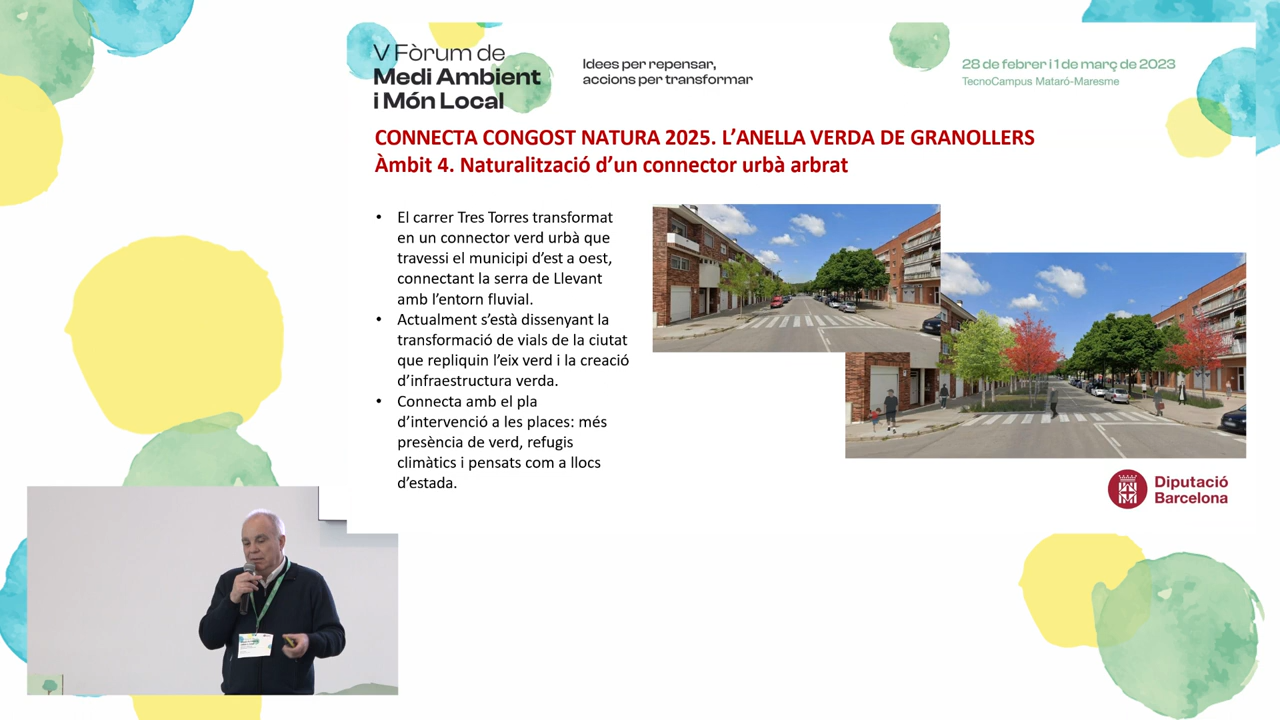 V Fòrum de
Medi Ambient
i Món Local
Idees per repensar,
accions per transformar
28 de febrer i 1 de març de 2023
TecnoCampus Mataró-Maresme
CONNECTA CONGOST NATURA 2025. L’ANELLA VERDA DE GRANOLLERS
Àmbit 4. Naturalització d’un connector urbà arbrat
• El carrer Tres Torres transformat
en un connector verd urbà que
travessi el municipi d’est a oest,
connectant la serra de Llevant
amb l’entorn fluvial.
• Actualment s’està dissenyant la
transformació de vials de la ciutat
que repliquin l’eix verd i la creació
d’infraestructura verda.
• Connecta amb el pla
d’intervenció a les places: més
presència de verd, refugis
climàtics i pensats com a llocs
d’estada.
Diputació
Barcelona